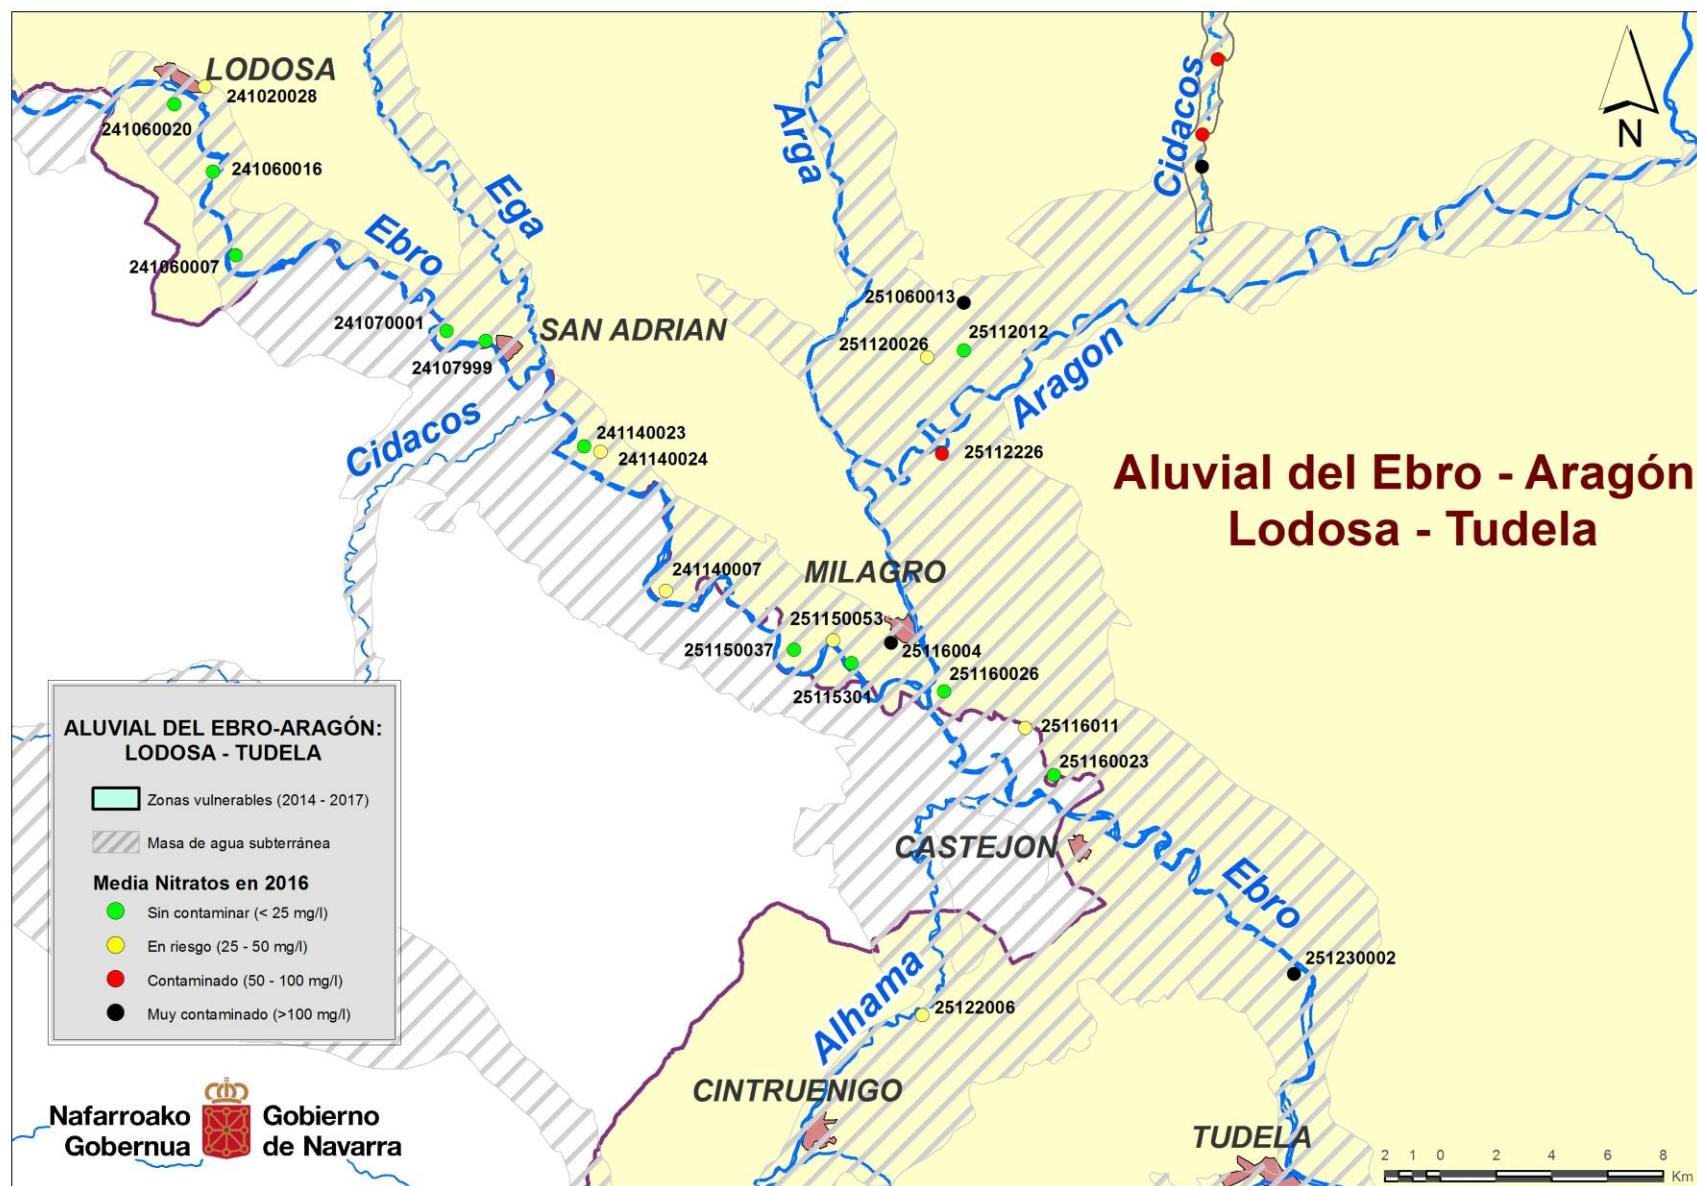 LODOSA
241020028
241060020
241060016
241060007
Ega
Ebro
Arga
Cidacos
N
241070001
SAN ADRIAN
24107999
Cidacos
251060013
25112012
251120026
Aragon
241140023
241140024
25112226
Aluvial del Ebro - Aragón
Lodosa - Tudela
241140007
MILAGRO
251150053
251150037
25116004
25115301
251160026
25116011
251160023
CASTEJON
Ebro
251230002
Alhama
25122006
CINTRUENIGO
TUDELA
ALUVIAL DEL EBRO-ARAGÓN:
LODOSA - TUDELA
Zonas vulnerables (2014 - 2017)
Masa de agua subterránea
Media Nitratos en 2016
Sin contaminar (< 25 mg/l)
En riesgo (25 - 50 mg/l)
Contaminado (50 - 100 mg/l)
Muy contaminado (>100 mg/l)
Nafarroako
Gobernua
Gobierno
de Navarra
2 1 0 2 4 6 8
Km